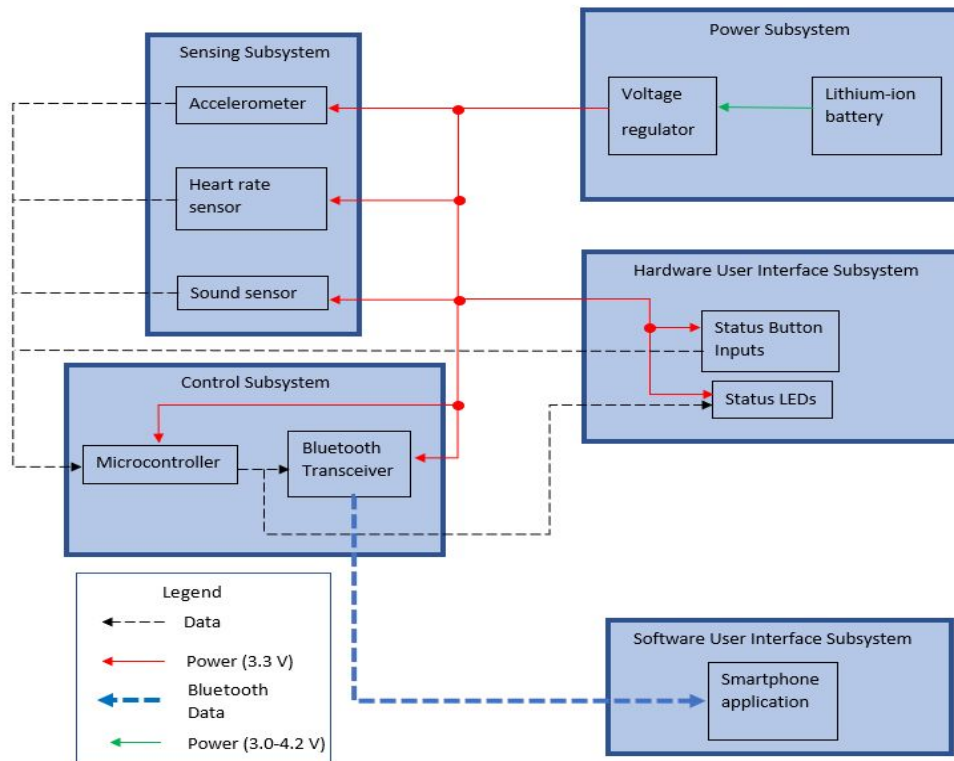 Sensing Subsystem
Accelerometer
Heart rate
sensor
Sound sensor
Power Subsystem
Voltage
regulator
Lithium-ion
battery
Hardware User Interface Subsystem
Status Button
Inputs
Status LEDs
Control Subsystem
Microcontroller
Bluetooth
Transceiver
Legend
Data
Power (3.3 V)
Bluetooth
Data
Power (3.0-4.2 V)
Software User Interface Subsystem
Smartphone
application